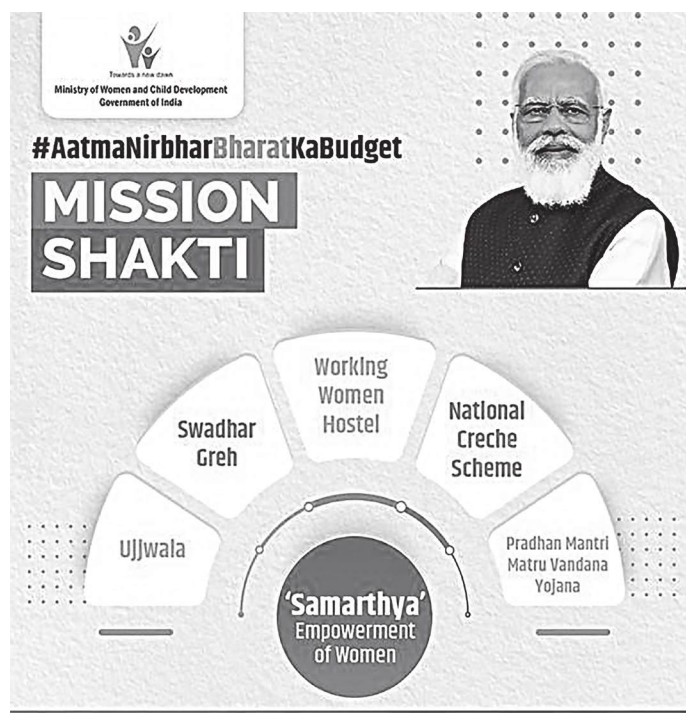 Towards a new dawn
Ministry of Women and Child Development
Government of India
#AatmaNirbharBharatKaBudget
MISSION
SHAKTI
Working
Women
Hostel
Swadhar
Greh
National
Creche
Scheme
Ujjwala
Pradhan Mantri
Matru Vandana
Yojana
'Samarthya'
Empowerment
of Women